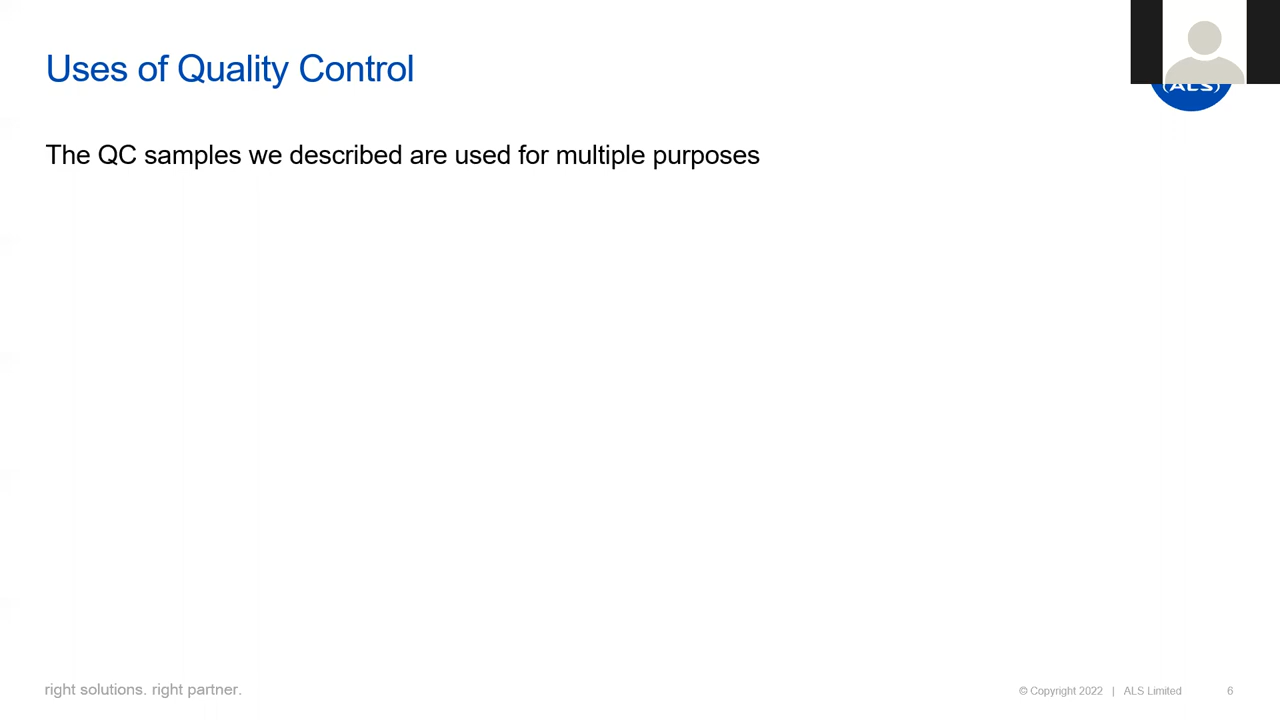 Uses of Quality Control
(ALS)
The QC samples we described are used for multiple purposes
right solutions. right partner.
© Copyright 2022 | ALS Limited 6